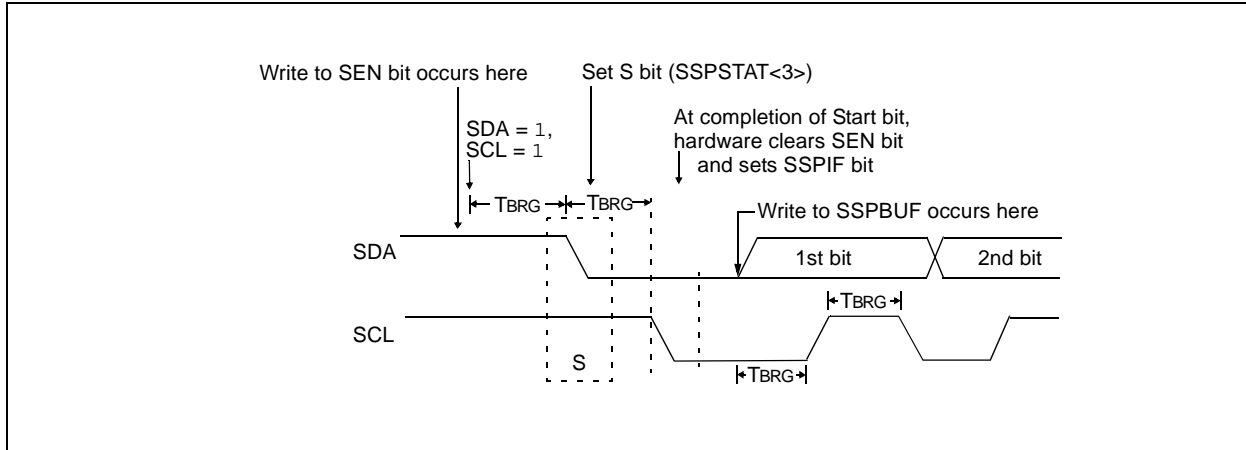 Write to SEN bit occurs here
Set S bit (SSPSTAT<3>)
SDA = 1,
SCL = 1
At completion of Start bit,
hardware clears SEN bit
and sets SSPIF bit
TBRG
TBRG
Write to SSPBUF occurs here
SDA
1st bit
2nd bit
TBRG
SCL
S
TBRG